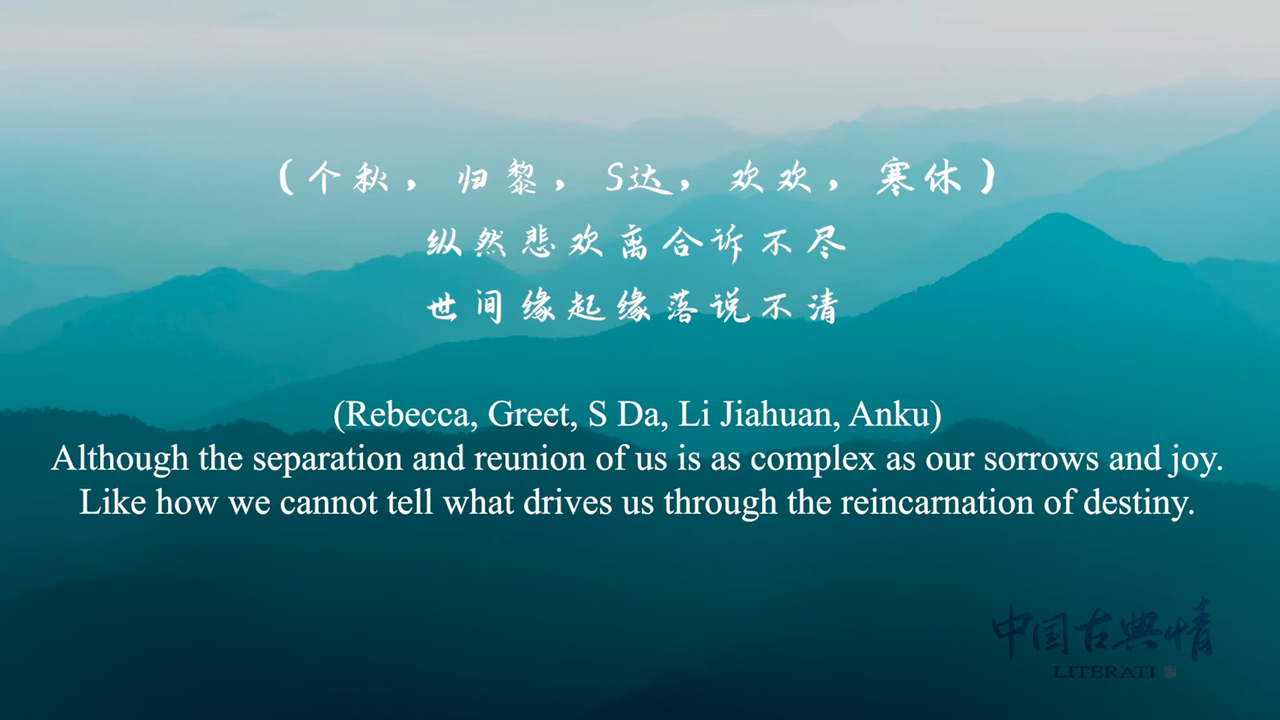 （个秋，归黎，S达，欢欢，寒休）
纵然悲欢离合诉不尽
世间缘起缘落说不清
(Rebecca, Greet, S Da, Li Jiahuan, Anku)
Although the separation and reunion of us is as complex as our sorrows and joy.
Like how we cannot tell what drives us through the reincarnation of destiny.
中国古典情
LITERATI